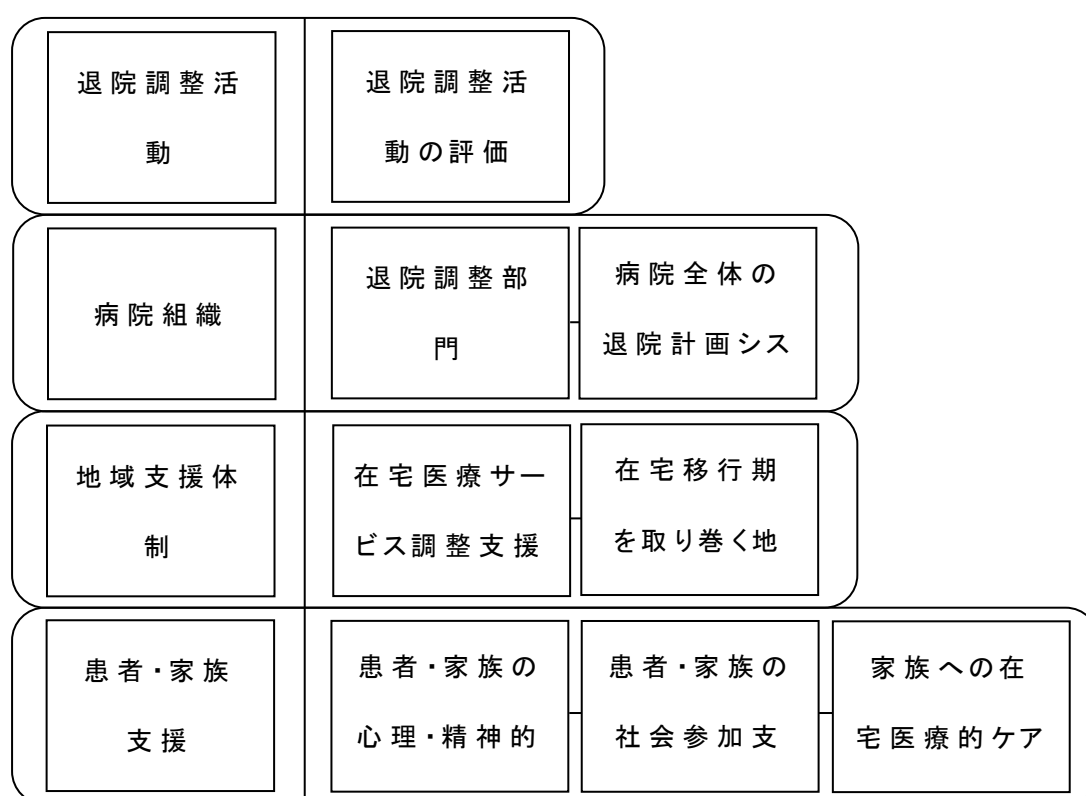 退院調整活
動
退院調整活
動の評価
病院組織
退院調整部
門
病院全体の
退院計画シス
地域支援体
制
在宅医療サー
ビス調整支援
在宅移行期
を取り巻く地
患者・家族
支援
患者・家族の
心理・精神的
患者・家族の
社会参加支
家族への在
宅医療的ケア